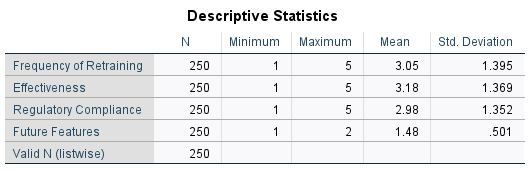 Descriptive Statistics
N Minimum Maximum Mean Std. Deviation
Frequency of Retraining 250 1 5 3.05 1.395
Effectiveness 250 1 5 3.18 1.369
Regulatory Compliance 250 1 5 2.98 1.352
Future Features 250 1 2 1.48 .501
Valid N (listwise) 250